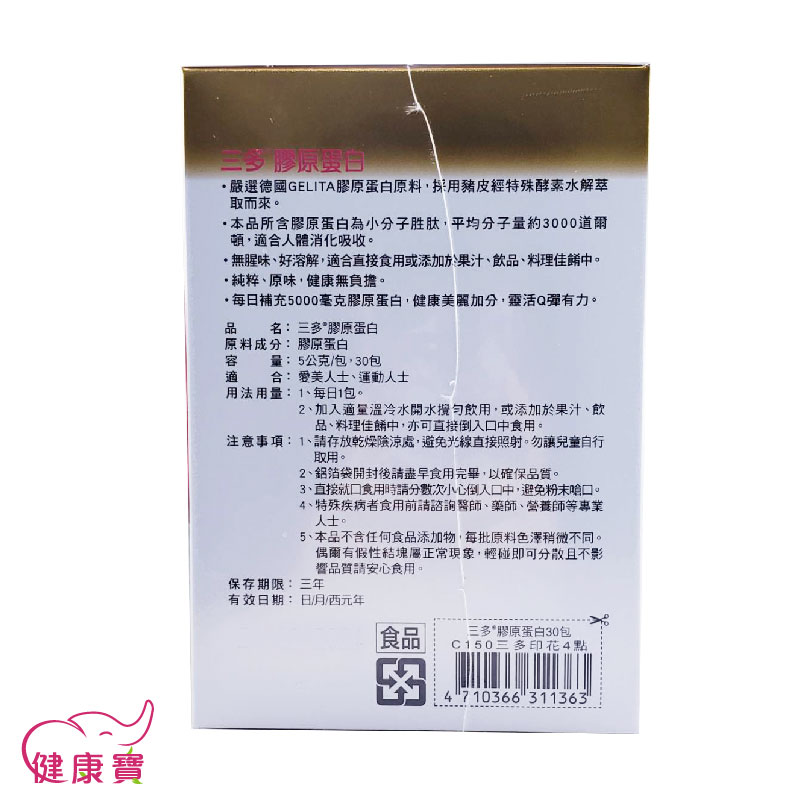 三多®膠原蛋白
•嚴選德國GELITA膠原蛋白原料，採用豬皮經特殊酵素水解萃
取而來。
•本品所含膠原蛋白為小分子胜肽，平均分子量約3000道爾
頓，適合人體消化吸收。
•無腥味、好溶解，適合直接食用或添加於果汁、飲品、料理佳餚中。
•純粹、原味，健康無負擔。
•每日補充5000毫克膠原蛋白，健康美麗加分，靈活Q彈有力。
品　　名：三多®膠原蛋白
原料成分：膠原蛋白
容　　量：5公克/包，30包
適　　合：愛美人士、運動人士
用法用量：1、每日1包。
2、加入適量溫冷水開水攪勻飲用，或添加於果汁、飲
品、料理佳餚中，亦可直接倒入口中食用。
注意事項：1、請存放乾燥陰涼處，避免光線直接照射。勿讓兒童自行
取用。
2、鋁箔袋開封後請盡早食用完畢，以確保品質。
3、直接就口食用時請分數次小心倒入口中，避免粉末嗆口。
4、特殊疾病者食用前請諮詢醫師、藥師、營養師等專業
人士。
5、本品不含任何食品添加物，每批原料色澤稍微不同。
偶爾有假性結塊屬正常現象，輕碰即可分散且不影
響品質請安心食用。
保存期限：三年
有效日期：日/月/西元年
食品
三多®膠原蛋白30包
C150三多印花4點
4 710366 311363
健康寶